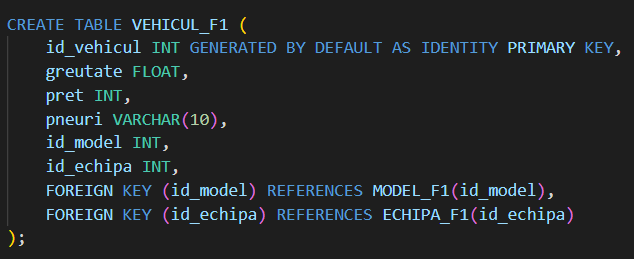 CREATE TABLE VEHICUL_F1 (
    id_vehicul INT GENERATED BY DEFAULT AS IDENTITY PRIMARY KEY,
    greutate FLOAT,
    pret INT,
    pneuri VARCHAR(10),
    id_model INT,
    id_echipa INT,
    FOREIGN KEY (id_model) REFERENCES MODEL_F1(id_model),
    FOREIGN KEY (id_echipa) REFERENCES ECHIPA_F1(id_echipa)
);